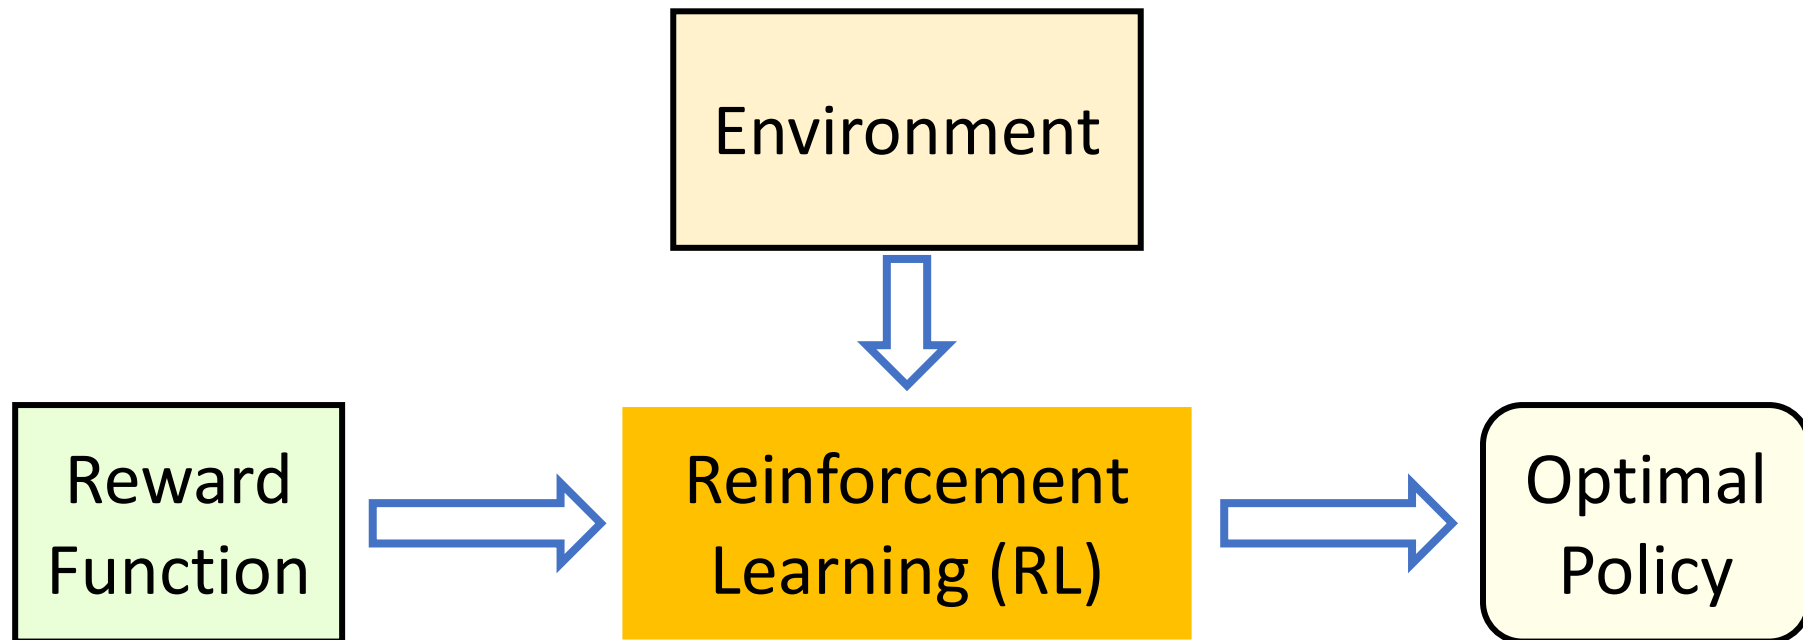 Environment
Reward
Function
Reinforcement
Learning (RL)
Optimal
Policy